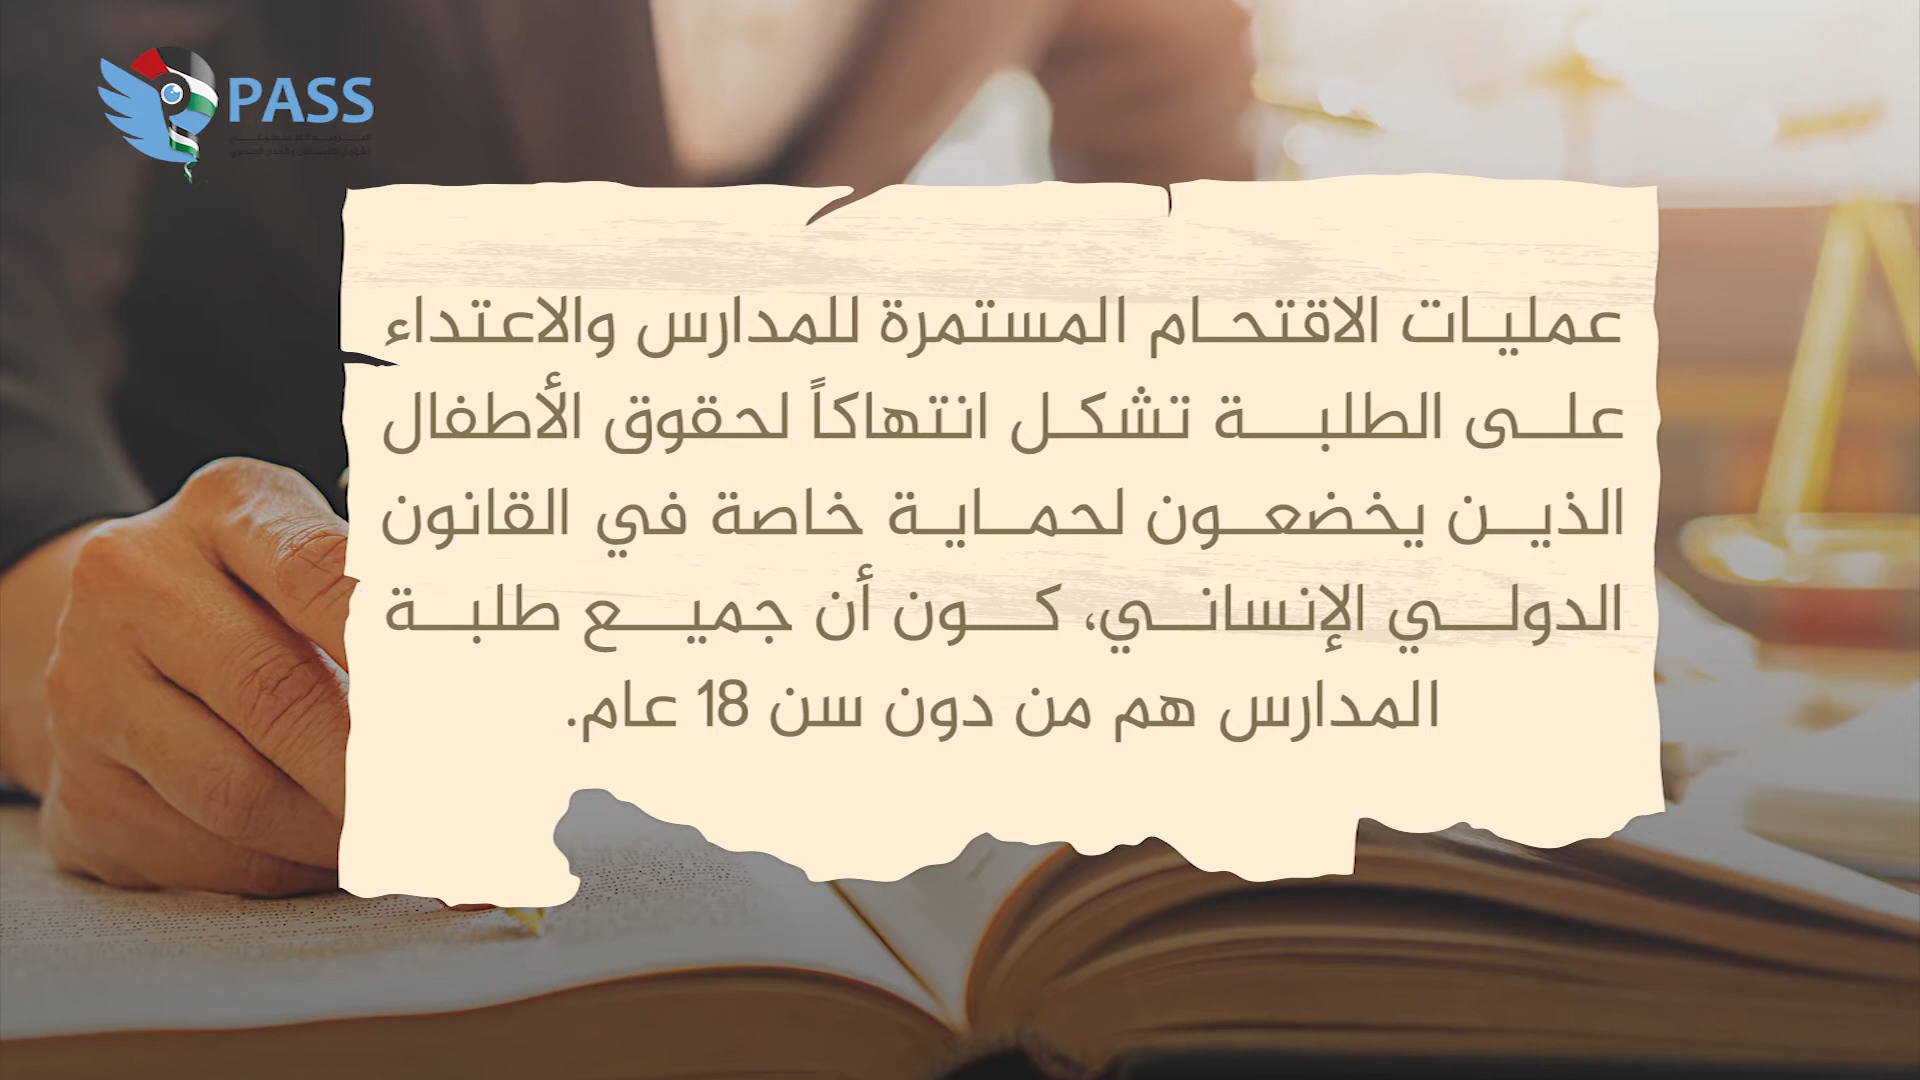 PASS
عمليات الاقتحام المستمرة للمدارس والاعتداء
على الطلبة تشكل انتهاكاً لحقوق الأطفال
الذين يخضعون لحماية خاصة في القانون
الدولي الإنساني، كون أن جميع طلبة
المدارس هم من دون سن 18 عام.